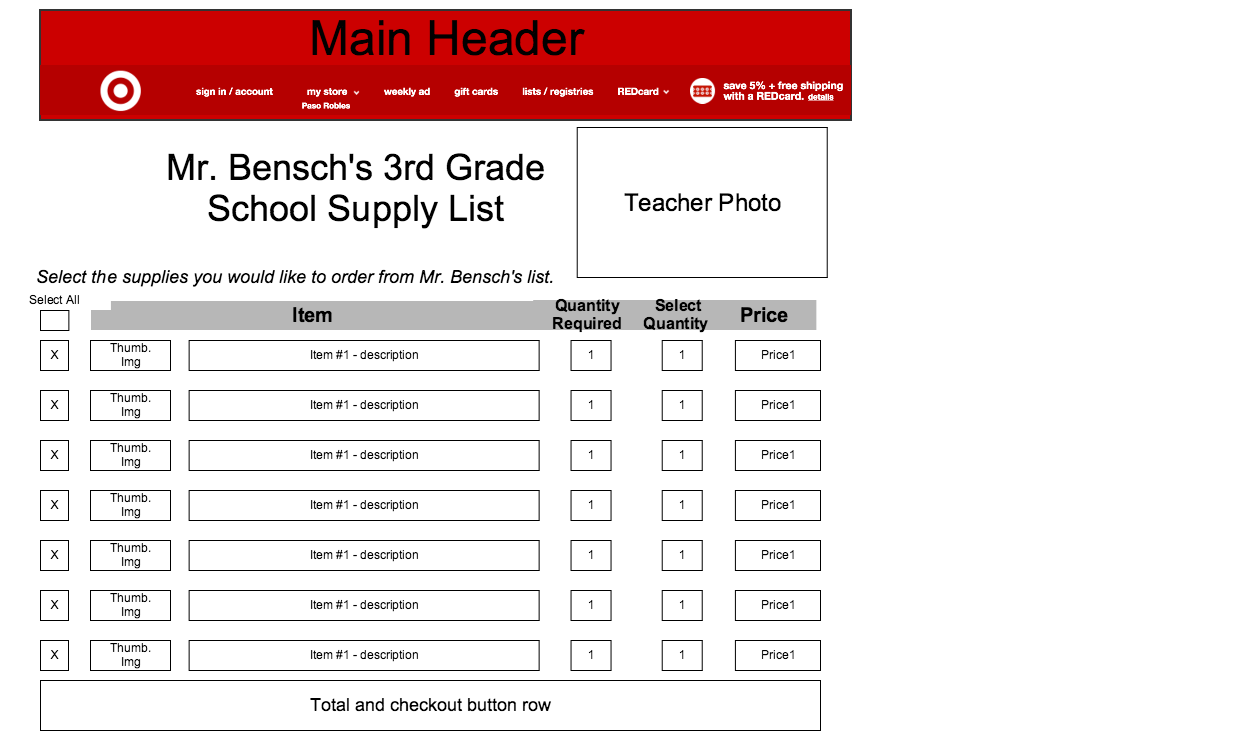 Main Header
sign in / account my store weekly ad gift cards lists / registries REDcard save 5% + free shipping
Paso Robles with a REDcard. details
Mr. Bensch's 3rd Grade
School Supply List
Teacher Photo
Select the supplies you would like to order from Mr. Bensch's list.
Select All
Item Quantity Required Select Quantity Price
X Thumb. Img Item #1 - description 1 1 Price1
X Thumb. Img Item #1 - description 1 1 Price1
X Thumb. Img Item #1 - description 1 1 Price1
X Thumb. Img Item #1 - description 1 1 Price1
X Thumb. Img Item #1 - description 1 1 Price1
X Thumb. Img Item #1 - description 1 1 Price1
X Thumb. Img Item #1 - description 1 1 Price1
Total and checkout button row